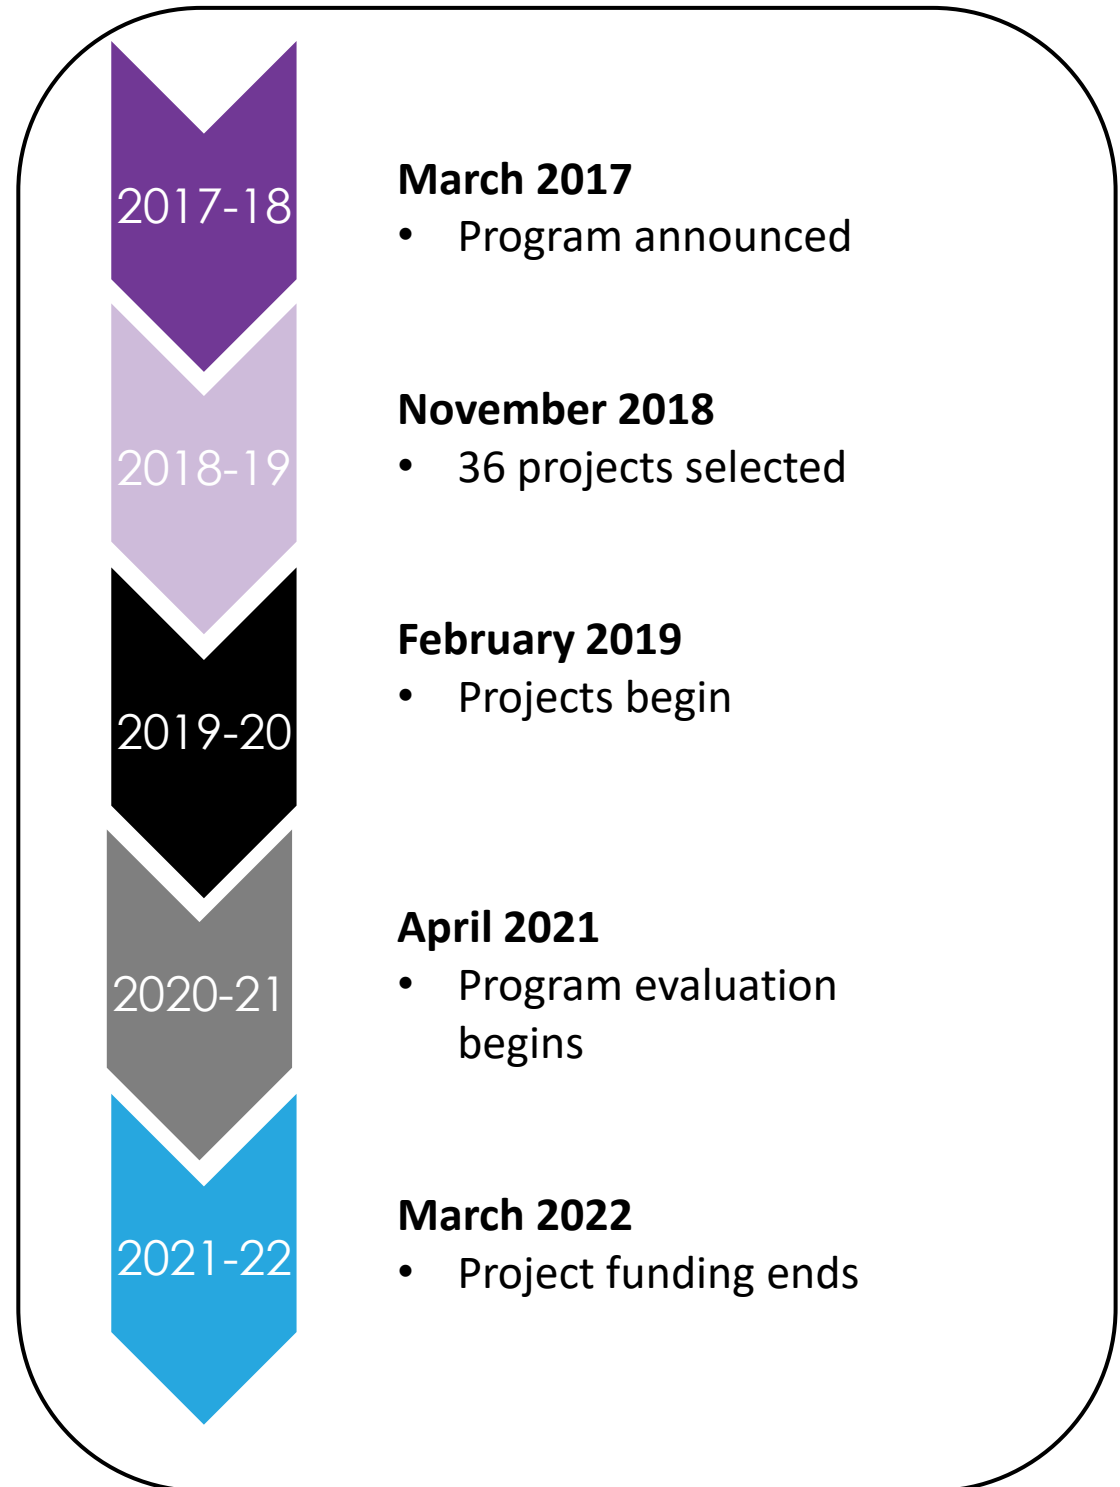 2017-18
March 2017
• Program announced
2018-19
November 2018
• 36 projects selected
2019-20
February 2019
• Projects begin
2020-21
April 2021
• Program evaluation
begins
2021-22
March 2022
• Project funding ends